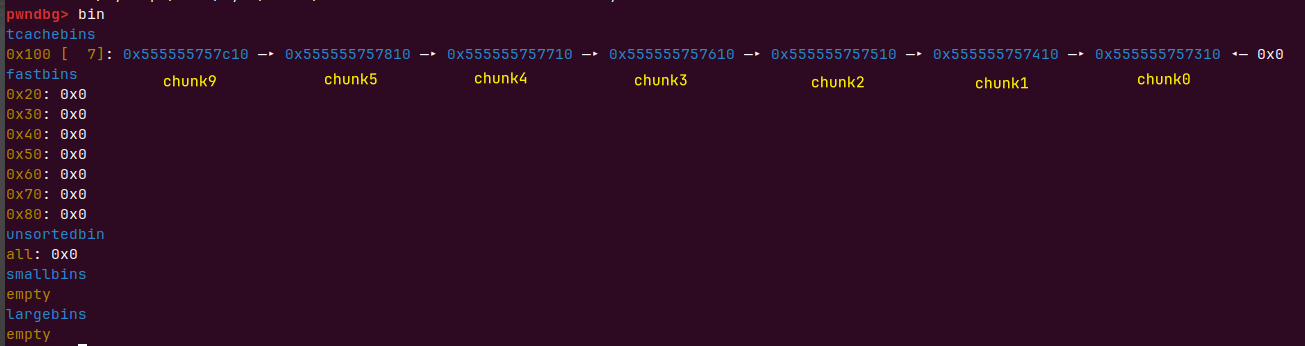 pwndbg> bin
tcachebins
0x100 [  7]: 0x555555757c10 —▸ 0x555555757810 —▸ 0x555555757710 —▸ 0x555555757610 —▸ 0x555555757510 —▸ 0x555555757410 —▸ 0x555555757310 ◂— 0x0
fastbins
chunk9 chunk5 chunk4 chunk3 chunk2 chunk1 chunk0
0x20: 0x0
0x30: 0x0
0x40: 0x0
0x50: 0x0
0x60: 0x0
0x70: 0x0
0x80: 0x0
unsortedbin
all: 0x0
smallbins
empty
largebins
empty